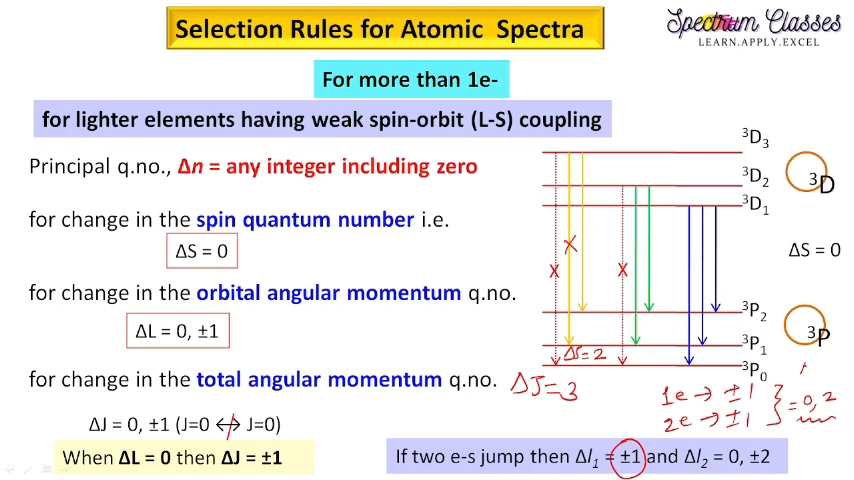 Selection Rules for Atomic Spectra
Spectrum Classes
LEARN.APPLY.EXCEL
For more than 1e-
for lighter elements having weak spin-orbit (L-S) coupling
Principal q.no., Δn = any integer including zero
for change in the spin quantum number i.e.
ΔS = 0
for change in the orbital angular momentum q.no.
ΔL = 0, ±1
for change in the total angular momentum q.no.
ΔJ = 0, ±1 (J=0 ↔ J=0)
When ΔL = 0 then ΔJ = ±1
³D₃
³D₂
³D₁
³D
ΔS = 0
X
X
X
³P₂
³P₁
³P₀
³P
ΔJ=2
ΔJ=3
1e → ±1
2e → ±1
} = 0, 2
If two e-s jump then Δl₁ = ±1 and Δl₂ = 0, ±2